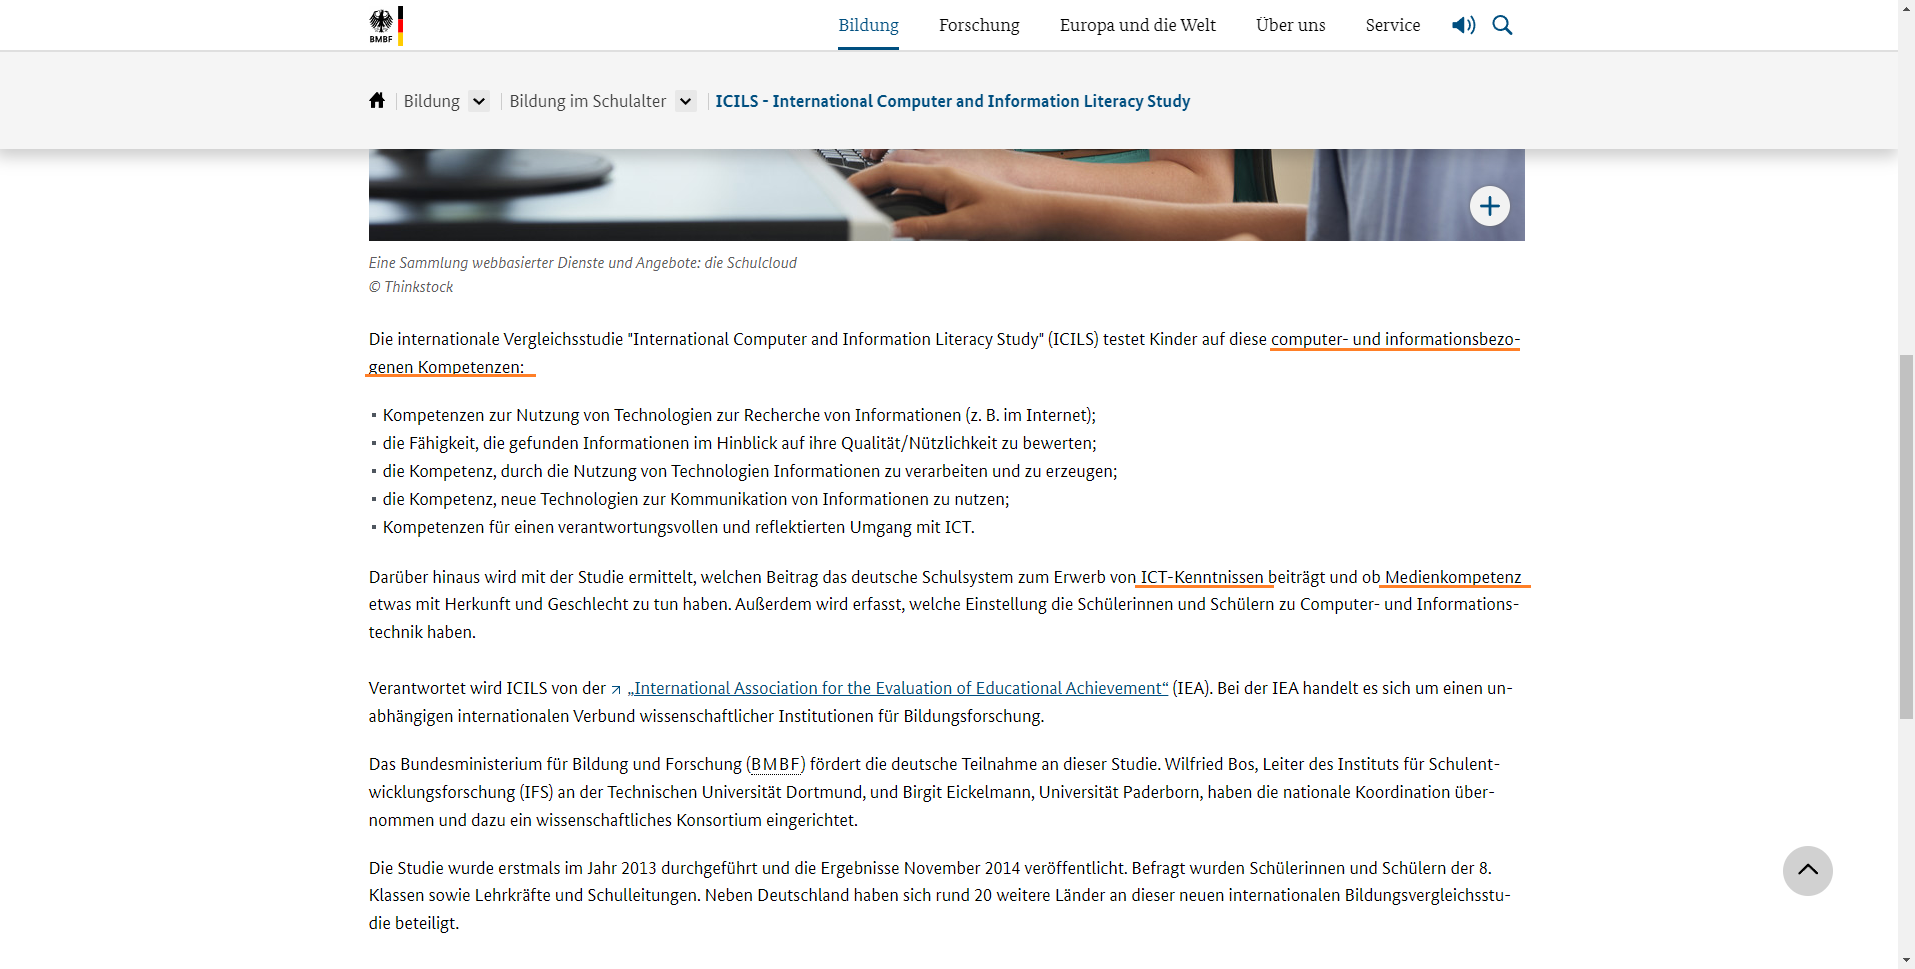 BMBF
Bildung
Forschung
Europa und die Welt
Über uns
Service
Bildung
Bildung im Schulalter
ICILS - International Computer and Information Literacy Study
Eine Sammlung webbasierter Dienste und Angebote: die Schulcloud
© Thinkstock
Die internationale Vergleichsstudie "International Computer and Information Literacy Study" (ICILS) testet Kinder auf diese computer- und informationsbezo-
genen Kompetenzen:
▪ Kompetenzen zur Nutzung von Technologien zur Recherche von Informationen (z. B. im Internet);
▪ die Fähigkeit, die gefunden Informationen im Hinblick auf ihre Qualität/Nützlichkeit zu bewerten;
▪ die Kompetenz, durch die Nutzung von Technologien Informationen zu verarbeiten und zu erzeugen;
▪ die Kompetenz, neue Technologien zur Kommunikation von Informationen zu nutzen;
▪ Kompetenzen für einen verantwortungsvollen und reflektierten Umgang mit ICT.
Darüber hinaus wird mit der Studie ermittelt, welchen Beitrag das deutsche Schulsystem zum Erwerb von ICT-Kenntnissen beiträgt und ob Medienkompetenz
etwas mit Herkunft und Geschlecht zu tun haben. Außerdem wird erfasst, welche Einstellung die Schülerinnen und Schülern zu Computer- und Informations-
technik haben.
Verantwortet wird ICILS von der „International Association for the Evaluation of Educational Achievement“ (IEA). Bei der IEA handelt es sich um einen un-
abhängigen internationalen Verbund wissenschaftlicher Institutionen für Bildungsforschung.
Das Bundesministerium für Bildung und Forschung (BMBF) fördert die deutsche Teilnahme an dieser Studie. Wilfried Bos, Leiter des Instituts für Schulent-
wicklungsforschung (IFS) an der Technischen Universität Dortmund, und Birgit Eickelmann, Universität Paderborn, haben die nationale Koordination über-
nommen und dazu ein wissenschaftliches Konsortium eingerichtet.
Die Studie wurde erstmals im Jahr 2013 durchgeführt und die Ergebnisse November 2014 veröffentlicht. Befragt wurden Schülerinnen und Schülern der 8.
Klassen sowie Lehrkräfte und Schulleitungen. Neben Deutschland haben sich rund 20 weitere Länder an dieser neuen internationalen Bildungsvergleichsstu-
die beteiligt.